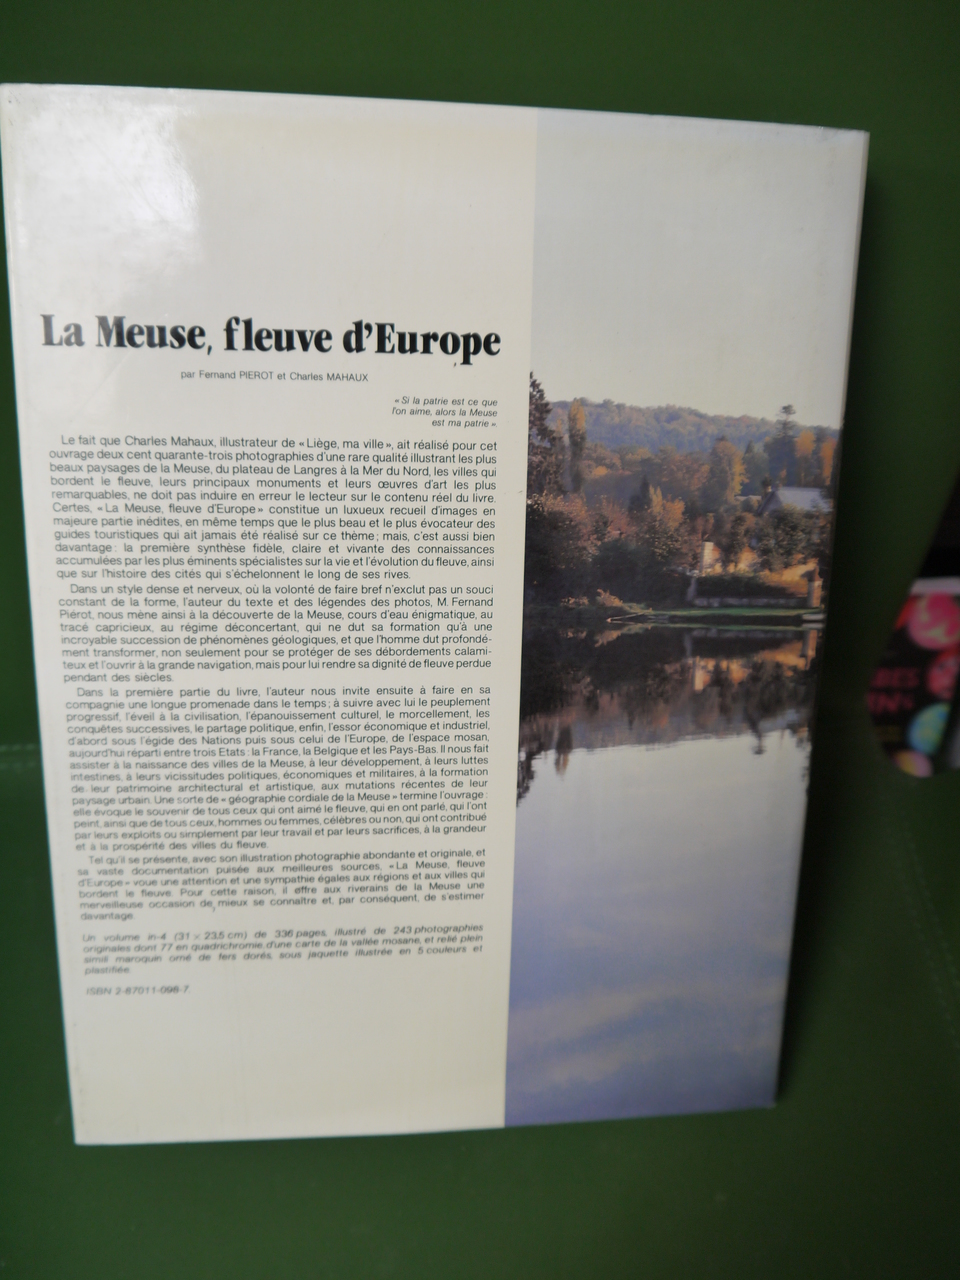 La Meuse, fleuve d'Europe
par Fernand PIEROT et Charles MAHAUX
« Si la patrie est ce que
l'on aime, alors la Meuse
est ma patrie ».
Le fait que Charles Mahaux, illustrateur de « Liège, ma ville », ait réalisé pour cet
ouvrage deux cent quarante-trois photographies d'une rare qualité illustrant les plus
beaux paysages de la Meuse, du plateau de Langres à la Mer du Nord, les villes qui
bordent le fleuve, leurs principaux monuments et leurs œuvres d'art les plus
remarquables, ne doit pas induire en erreur le lecteur sur le contenu réel du livre.
Certes, « La Meuse, fleuve d'Europe » constitue un luxueux recueil d'images en
majeure partie inédites, en même temps que le plus beau et le plus évocateur des
guides touristiques qui ait jamais été réalisé sur ce thème ; mais, c'est aussi bien
davantage : la première synthèse fidèle, claire et vivante des connaissances
accumulées par les plus éminents spécialistes sur la vie et l'évolution du fleuve, ainsi
que sur l'histoire des cités qui s'échelonnent le long de ses rives.
Dans un style dense et nerveux, où la volonté de faire bref n'exclut pas un souci
constant de la forme, l'auteur du texte et des légendes des photos, M. Fernand
Piérot, nous mène ainsi à la découverte de la Meuse, cours d'eau énigmatique, au
tracé capricieux, au régime déconcertant, qui ne dut sa formation qu'à une
incroyable succession de phénomènes géologiques, et que l'homme dut profondé-
ment transformer, non seulement pour se protéger de ses débordements calami-
teux et l'ouvrir à la grande navigation, mais pour lui rendre sa dignité de fleuve perdue
pendant des siècles.
Dans la première partie du livre, l'auteur nous invite ensuite à faire en sa
compagnie une longue promenade dans le temps ; à suivre avec lui le peuplement
progressif, l'éveil à la civilisation, l'épanouissement culturel, le morcellement, les
conquêtes successives, le partage politique, enfin, l'essor économique et industriel,
d'abord sous l'égide des Nations puis sous celui de l'Europe, de l'espace mosan,
aujourd'hui réparti entre trois Etats : la France, la Belgique et les Pays-Bas. Il nous fait
assister à la naissance des villes de la Meuse, à leur développement, à leurs luttes
intestines, à leurs vicissitudes politiques, économiques et militaires, à la formation
de leur patrimoine architectural et artistique, aux mutations récentes de leur
paysage urbain. Une sorte de « géographie cordiale de la Meuse » termine l'ouvrage :
elle évoque le souvenir de tous ceux qui ont aimé le fleuve, qui en ont parlé, qui l'ont
peint, ainsi que de tous ceux, hommes ou femmes, célèbres ou non, qui ont contribué
par leurs exploits ou simplement par leur travail et par leurs sacrifices, à la grandeur
et à la prospérité des villes du fleuve.
Tel qu'il se présente, avec son illustration photographie abondante et originale, et
sa vaste documentation puisée aux meilleures sources, « La Meuse, fleuve
d'Europe » voue une attention et une sympathie égales aux régions et aux villes qui
bordent le fleuve. Pour cette raison, il offre aux riverains de la Meuse une
merveilleuse occasion de mieux se connaître et, par conséquent, de s'estimer
davantage.
Un volume in-4 (31 × 23,5 cm) de 336 pages, illustré de 243 photographies
originales dont 77 en quadrichromie, d'une carte de la vallée mosane, et relié plein
simili maroquin orné de fers dorés, sous jaquette illustrée en 5 couleurs et
plastifiée.
ISBN 2-87011-098-7.